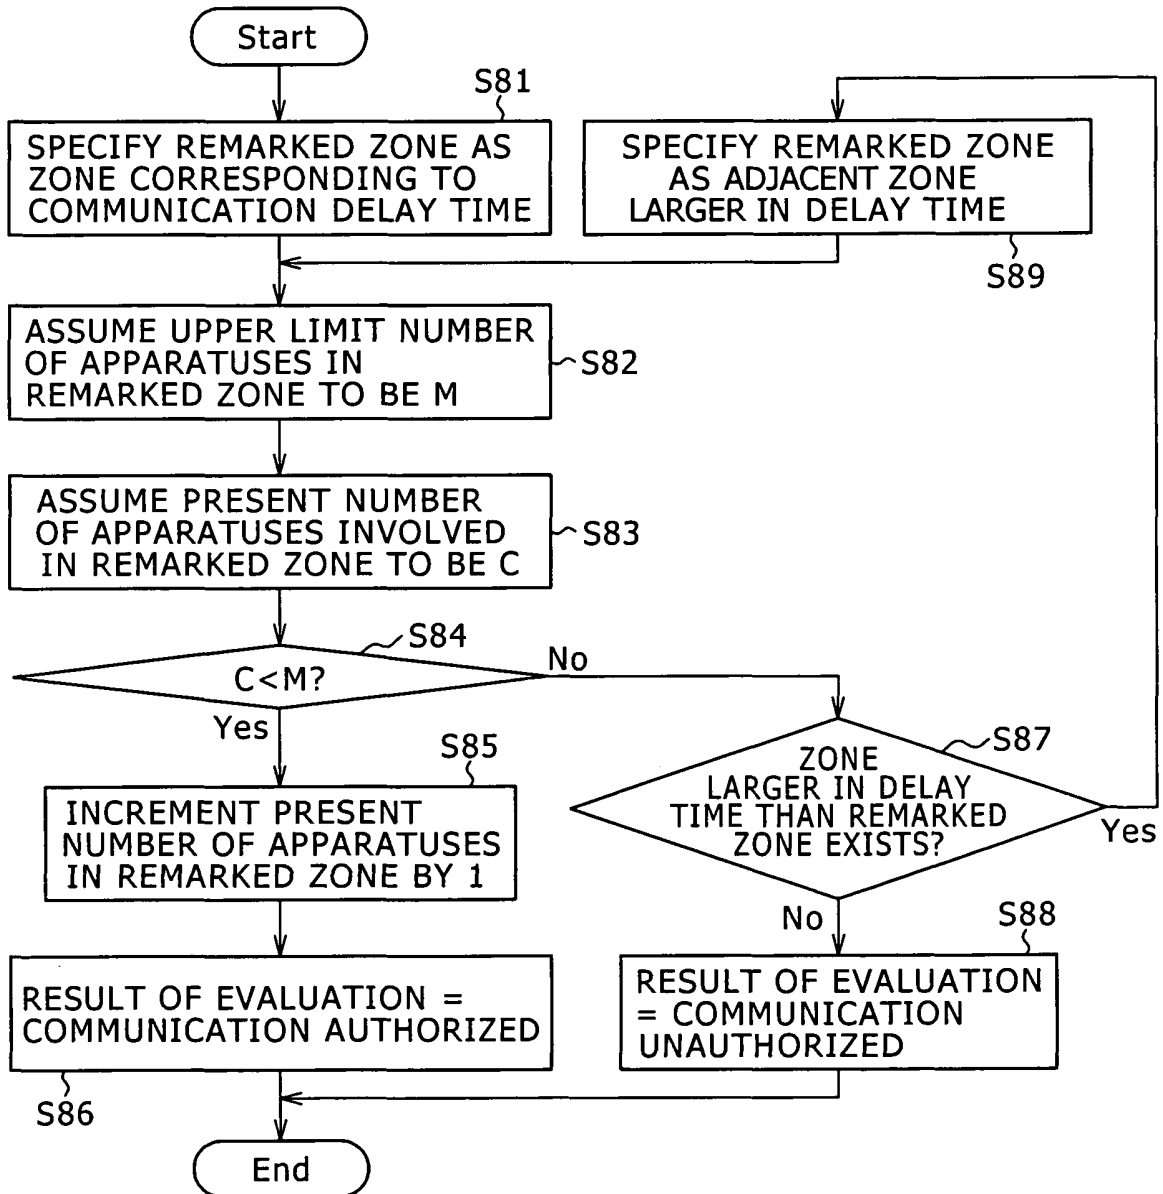 Start
S81
SPECIFY REMARKED ZONE AS
ZONE CORRESPONDING TO
COMMUNICATION DELAY TIME
SPECIFY REMARKED ZONE
AS ADJACENT ZONE
LARGER IN DELAY TIME
S89
ASSUME UPPER LIMIT NUMBER
OF APPARATUSES IN
REMARKED ZONE TO BE M
S82
ASSUME PRESENT NUMBER
OF APPARATUSES INVOLVED
IN REMARKED ZONE TO BE C
S83
S84
C<M?
No
Yes
S85
INCREMENT PRESENT
NUMBER OF APPARATUSES
IN REMARKED ZONE BY 1
S87
ZONE
LARGER IN DELAY
TIME THAN REMARKED
ZONE EXISTS?
Yes
No
S88
RESULT OF EVALUATION =
COMMUNICATION AUTHORIZED
S86
RESULT OF EVALUATION
= COMMUNICATION
UNAUTHORIZED
End